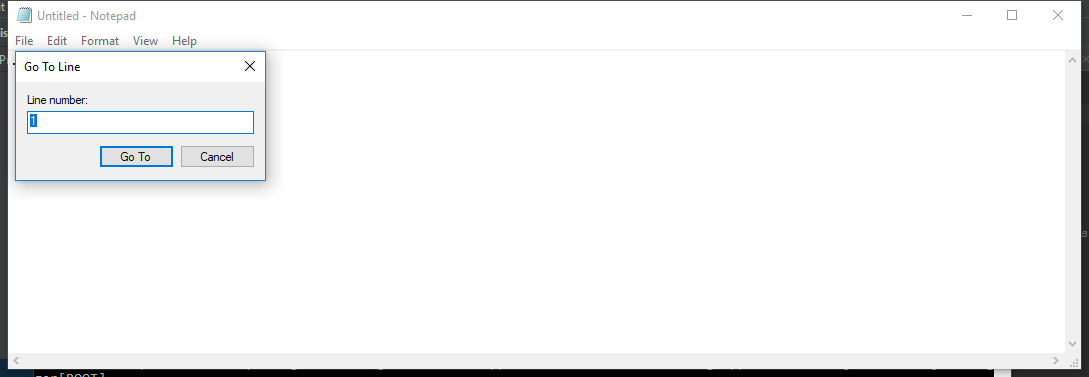 Untitled - Notepad
File Edit Format View Help
Go To Line
Line number:
1
Go To Cancel